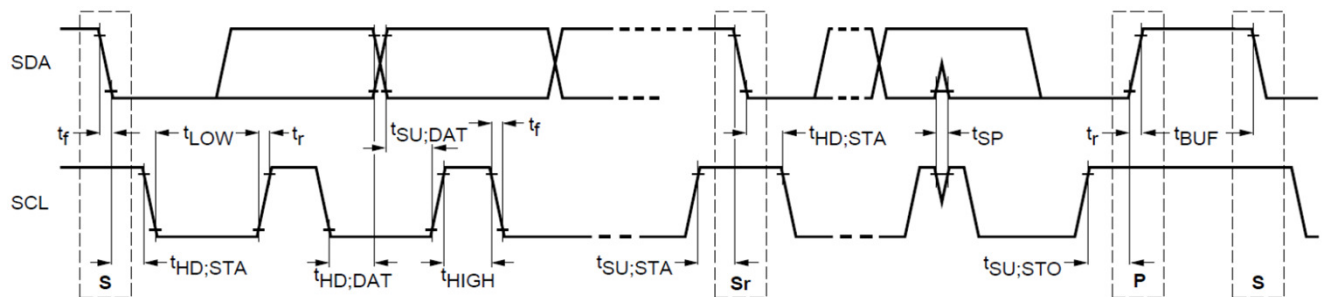 SDA
t_f t_LOW t_r t_SU;DAT t_f t_HD;STA t_SP t_r t_BUF
SCL
t_HD;STA t_HD;DAT t_HIGH t_SU;STA t_SU;STO
S Sr P S